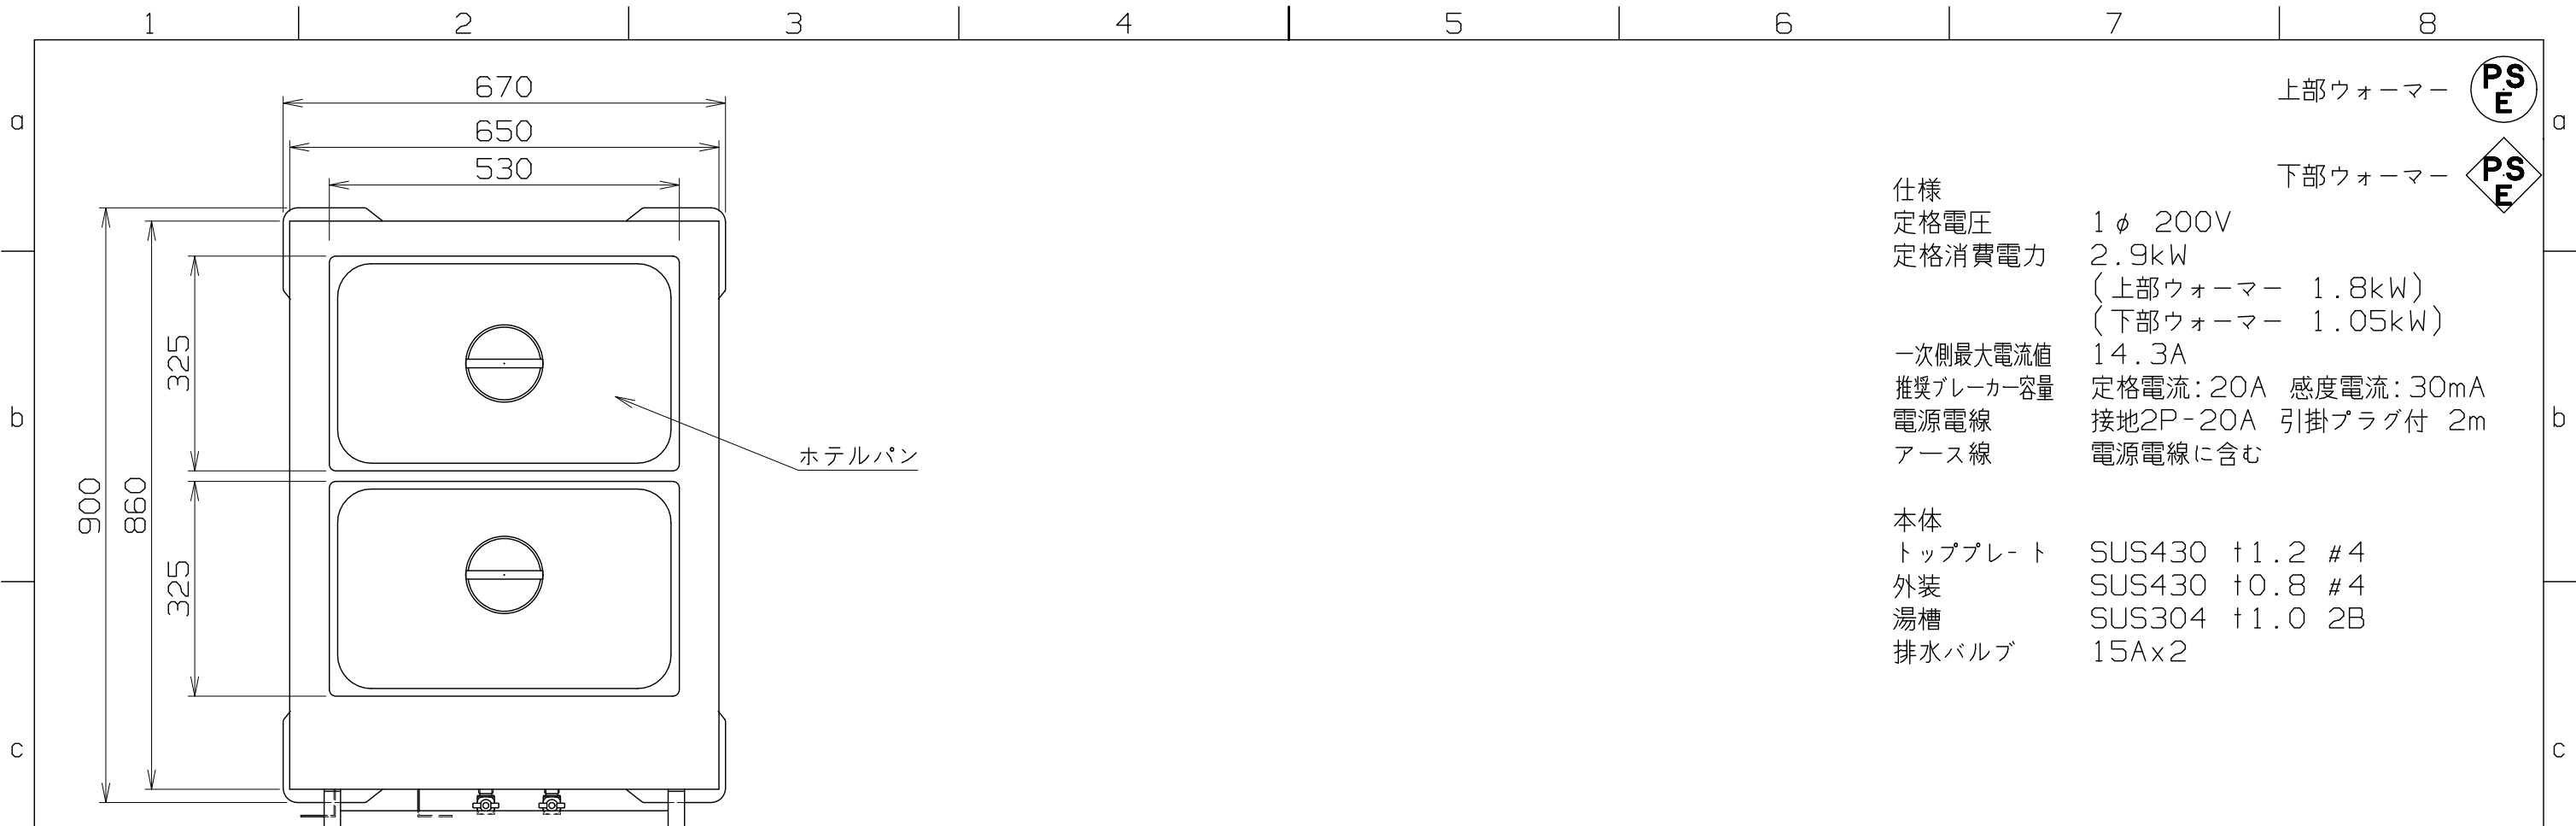 1 2 3 4 5 6 7 8
a
a
b
b
c
c
670
650
530
900
860
325
325
ホテルパン
上部ウォーマー PSE
下部ウォーマー PSE
仕様
定格電圧 1φ 200V
定格消費電力 2.9kW
(上部ウォーマー 1.8kW)
(下部ウォーマー 1.05kW)
一次側最大電流値 14.3A
推奨ブレーカー容量 定格電流:20A 感度電流:30mA
電源電線 接地2P-20A 引掛プラグ付 2m
アース線 電源電線に含む
本体
トッププレート SUS430 t1.2 #4
外装 SUS430 t0.8 #4
湯槽 SUS304 t1.0 2B
排水バルブ 15Ax2